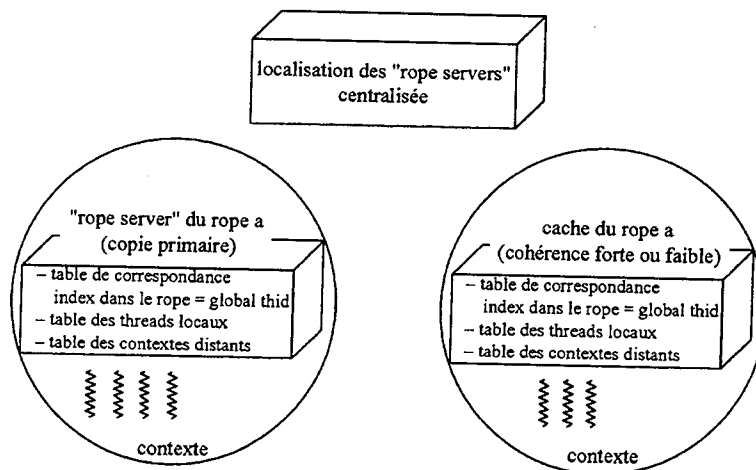 localisation des "rope servers"
centralisée
"rope server" du rope a
(copie primaire)
– table de correspondance
index dans le rope = global thid
– table des threads locaux
– table des contextes distants
contexte
cache du rope a
(cohérence forte ou faible)
– table de correspondance
index dans le rope = global thid
– table des threads locaux
– table des contextes distants
contexte